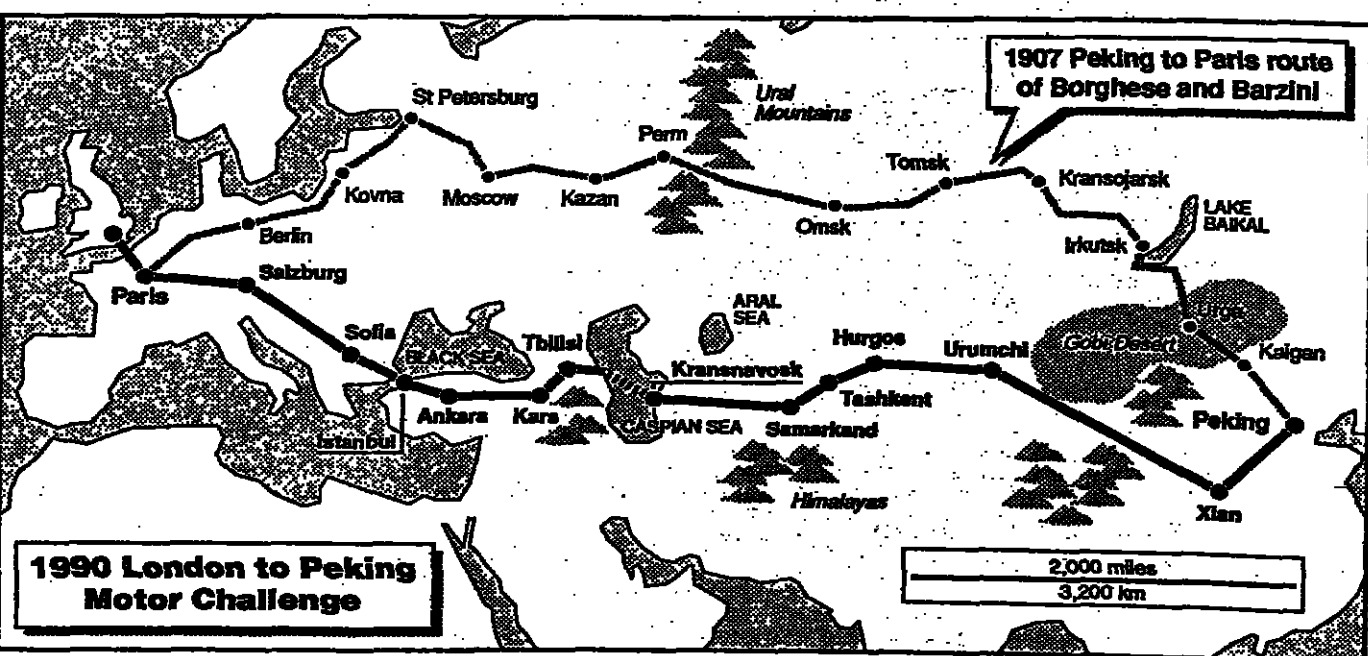 1907 Peking to Paris route
of Borghese and Barzini
St Petersburg
Ural
Mountains
Perm
Tomsk
Kransojarsk
Kovna
Moscow
Kazan
Omsk
LAKE
BAIKAL
Irkutsk
Berlin
Salzburg
Paris
Urga
Gobi Desert
Kalgan
ARAL
SEA
Sofia
BLACK SEA
Tbilisi
Hurgos
Urumchi
Kransnavosk
Ankara
Kars
Tashkent
CASPIAN SEA
Samarkand
Peking
Istanbul
Himalayas
Xian
1990 London to Peking
Motor Challenge
2,000 miles
3,200 km